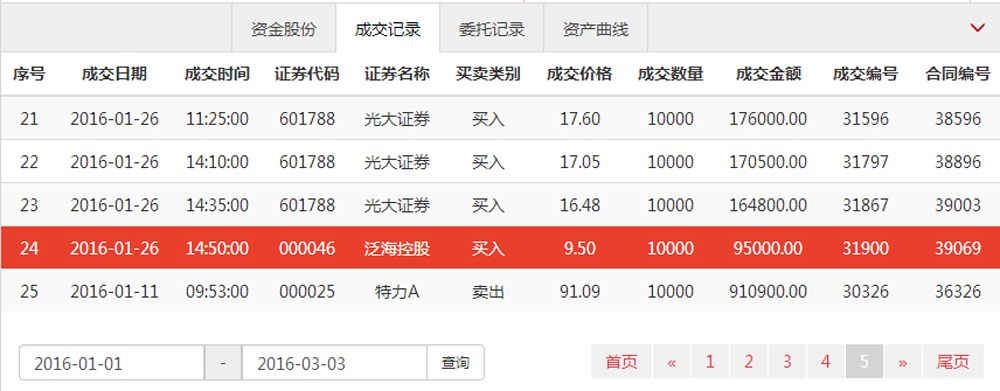 资金股份 成交记录 委托记录 资产曲线
序号 成交日期 成交时间 证券代码 证券名称 买卖类别 成交价格 成交数量 成交金额 成交编号 合同编号
21 2016-01-26 11:25:00 601788 光大证券 买入 17.60 10000 176000.00 31596 38596
22 2016-01-26 14:10:00 601788 光大证券 买入 17.05 10000 170500.00 31797 38896
23 2016-01-26 14:35:00 601788 光大证券 买入 16.48 10000 164800.00 31867 39003
24 2016-01-26 14:50:00 000046 泛海控股 买入 9.50 10000 95000.00 31900 39069
25 2016-01-11 09:53:00 000025 特力A 卖出 91.09 10000 910900.00 30326 36326
2016-01-01 - 2016-03-03 查询 首页 « 1 2 3 4 5 » 尾页